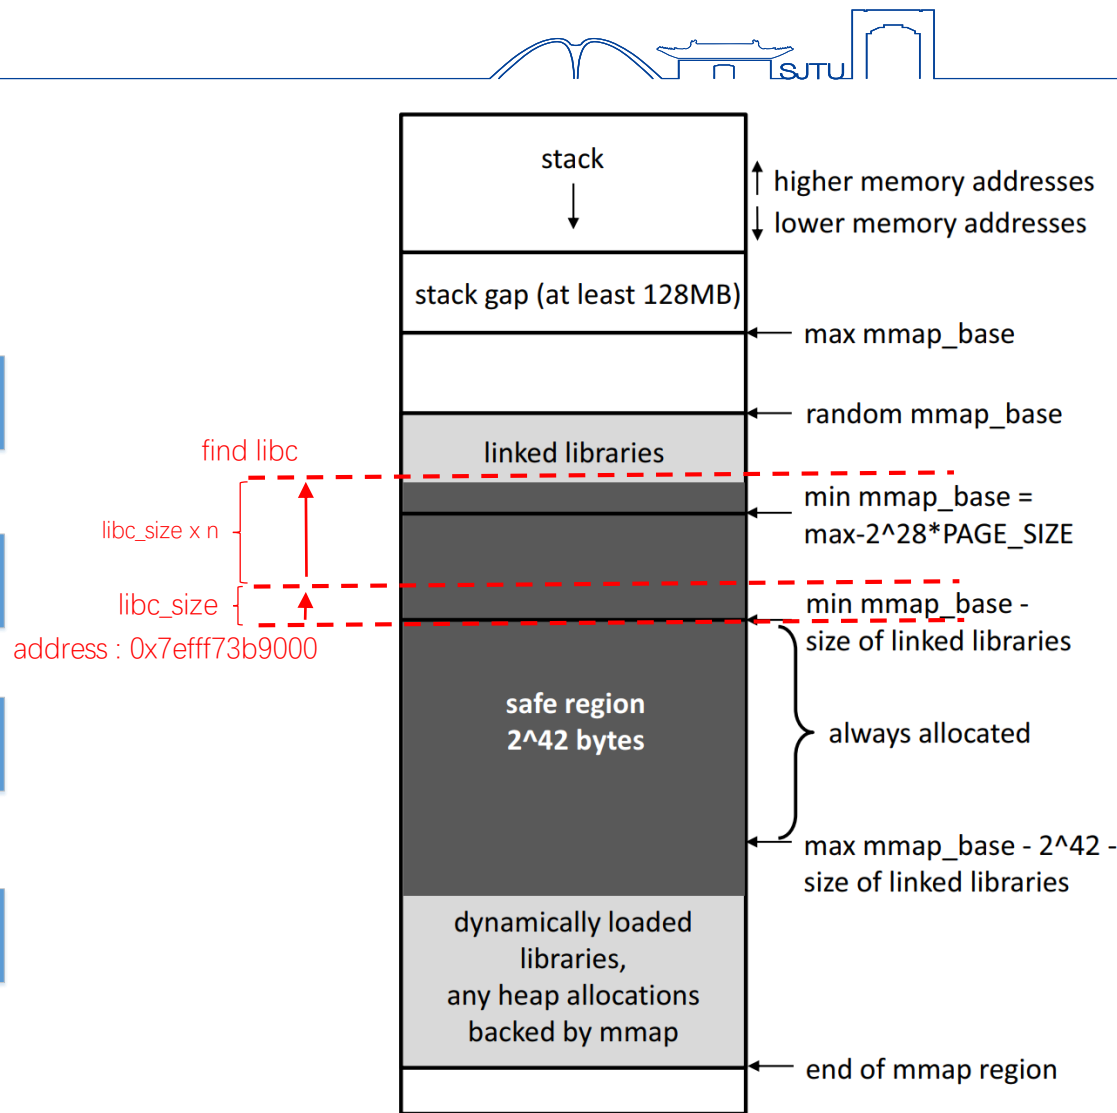 SJTU
stack
higher memory addresses
lower memory addresses
stack gap (at least 128MB)
max mmap_base
random mmap_base
find libc
linked libraries
min mmap_base =
max-2^28*PAGE_SIZE
libc_size x n
libc_size
min mmap_base -
size of linked libraries
address : 0x7efff73b9000
safe region
2^42 bytes
always allocated
max mmap_base - 2^42 -
size of linked libraries
dynamically loaded
libraries,
any heap allocations
backed by mmap
end of mmap region